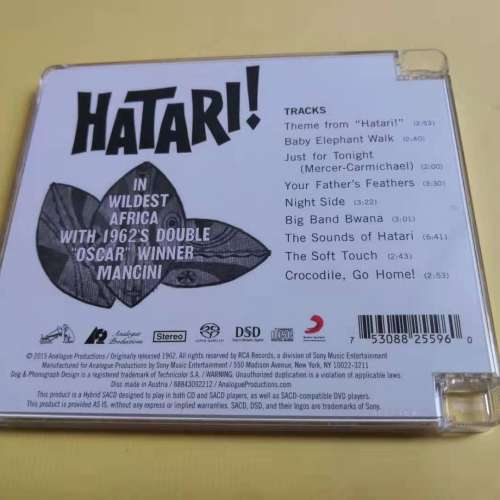 HATARI!
IN
WILDEST
AFRICA
WITH 1962'S DOUBLE
"OSCAR" WINNER
MANCINI
TRACKS
Theme from "Hatari!" (2:53)
Baby Elephant Walk (2:40)
Just for Tonight
(Mercer-Carmichael) (2:00)
Your Father's Feathers (3:30)
Night Side (3:22)
Big Band Bwana (3:01)
The Sounds of Hatari (6:41)
The Soft Touch (2:43)
Crocodile, Go Home! (2:53)
Analogue
Productions
Stereo
SUPER AUDIO CD
DSD
Direct Stream Digital
7 53088 25596 0
© 2015 Analogue Productions / Originally released 1962. All rights reserved by RCA Records, a division of Sony Music Entertainment
Manufactured for Analogue Productions by Sony Music Entertainment / 550 Madison Avenue, New York, NY 10022-3211
Dog & Phonograph Design is a registered trademark of Technicolor S.A. / WARNING: Unauthorized duplication is a violation of applicable laws.
Disc made in Austria / 88843092212 / AnalogueProductions.com
This product is a Hybrid SACD designed to play in both CD and SACD players, as well as SACD-compatible DVD players.
This product is provided AS IS, without any express or implied warranties. SACD, DSD, and their logos are trademarks of Sony.